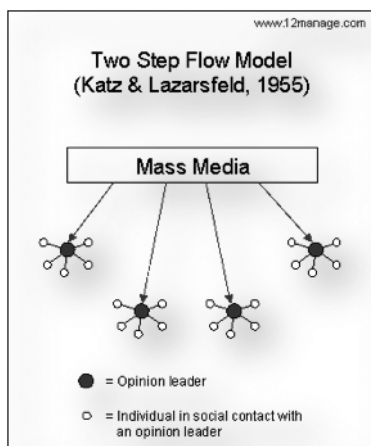 www.12manage.com
Two Step Flow Model
(Katz & Lazarsfeld, 1955)
Mass Media
= Opinion leader
= Individual in social contact with
an opinion leader